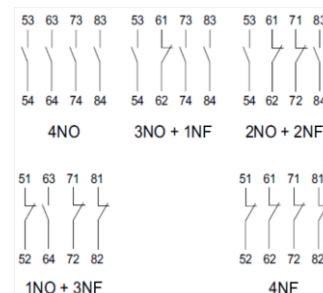 53 63 73 83 53 61 73 83 53 61 71 83
54 64 74 84 54 62 74 84 54 62 72 84
4NO 3NO + 1NF 2NO + 2NF
51 63 71 81 51 61 71 81
52 64 72 82 52 62 72 82
1NO + 3NF 4NF